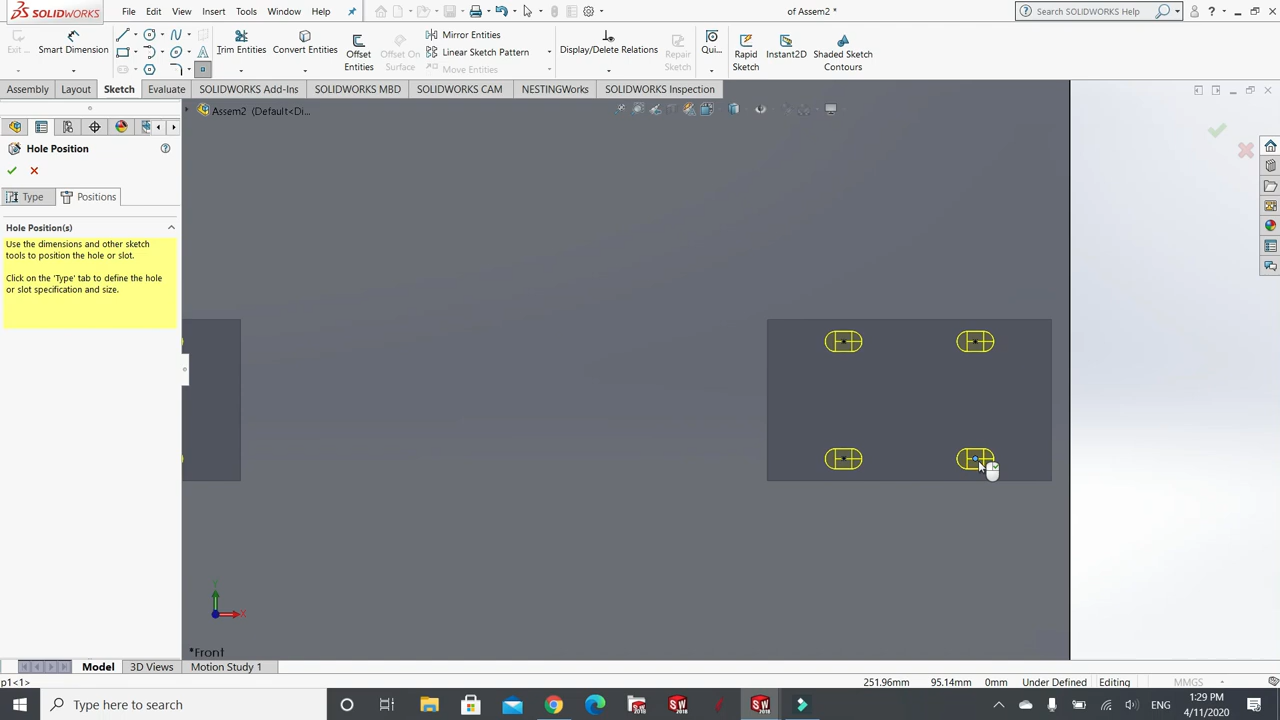 SOLIDWORKS
File Edit View Insert Tools Window Help
of Assem2 *
Search SOLIDWORKS Help
Exit ...
Smart Dimension
Trim Entities
Convert Entities
Offset Entities
Offset On Surface
Mirror Entities
Linear Sketch Pattern
Move Entities
Display/Delete Relations
Repair Sketch
Qui...
Rapid Sketch
Instant2D
Shaded Sketch Contours
Assembly Layout Sketch Evaluate SOLIDWORKS Add-Ins SOLIDWORKS MBD SOLIDWORKS CAM NESTINGWorks SOLIDWORKS Inspection
Assem2 (Default<Di...
Hole Position
Type Positions
Hole Position(s)
Use the dimensions and other sketch
tools to position the hole or slot.
Click on the 'Type' tab to define the hole
or slot specification and size.
Y
X
*Front
Model 3D Views Motion Study 1
p1<1>
251.96mm 95.14mm 0mm Under Defined Editing MMGS
Type here to search
ENG
1:29 PM
4/11/2020